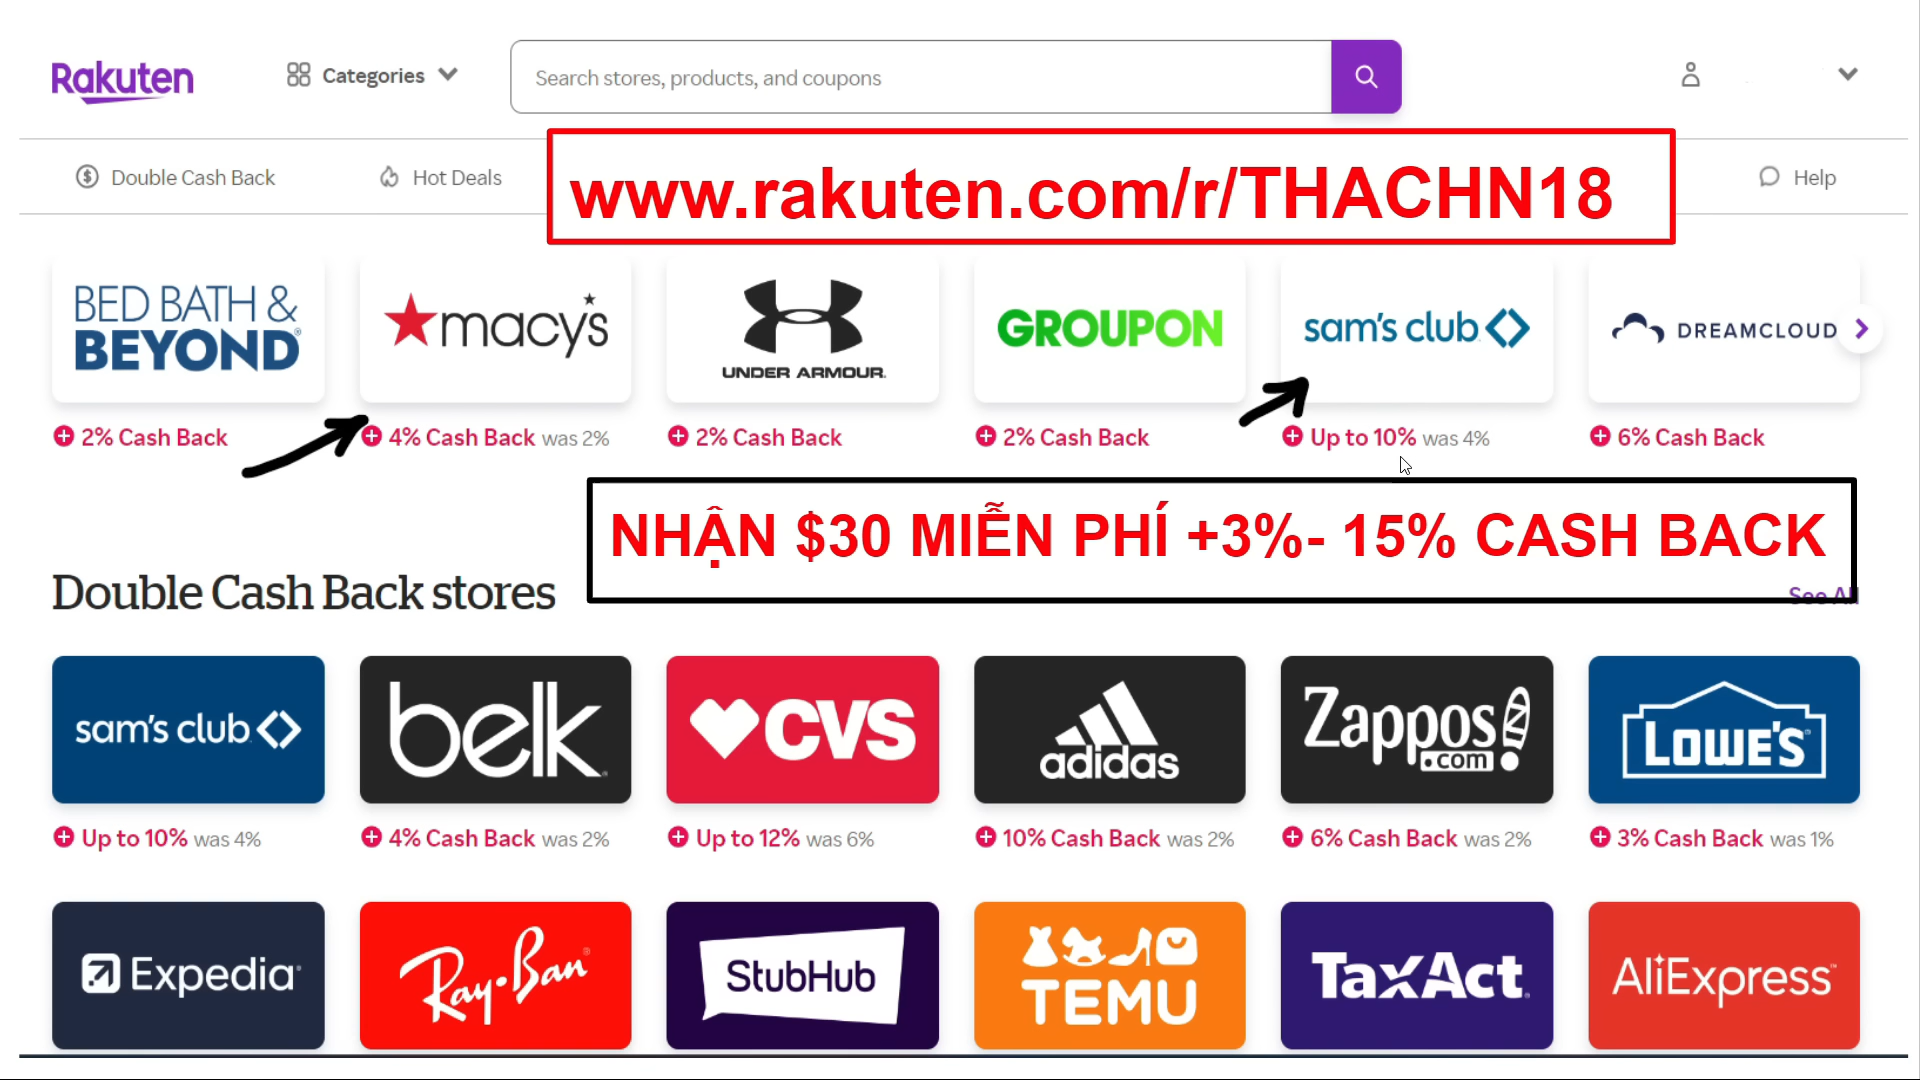 Rakuten
Categories
Search stores, products, and coupons
Double Cash Back
Hot Deals
www.rakuten.com/r/THACHN18
Help
BED BATH &
BEYOND
macy's
UNDER ARMOUR
GROUPON
sam's club
DREAMCLOUD
2% Cash Back
4% Cash Back was 2%
2% Cash Back
2% Cash Back
Up to 10% was 4%
6% Cash Back
NHẬN $30 MIỄN PHÍ +3%- 15% CASH BACK
Double Cash Back stores
See All
sam's club
belk
CVS
adidas
Zappos
.com
LOWE'S
Up to 10% was 4%
4% Cash Back was 2%
Up to 12% was 6%
10% Cash Back was 2%
6% Cash Back was 2%
3% Cash Back was 1%
Expedia
Ray-Ban
StubHub
TEMU
TaxAct
AliExpress